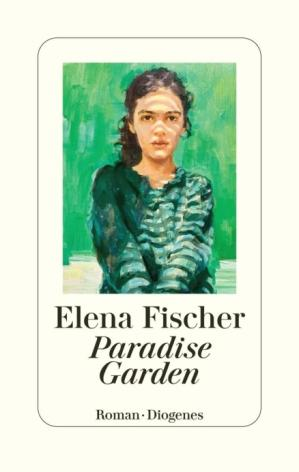 Elena Fischer
Paradise
Garden
Roman · Diogenes